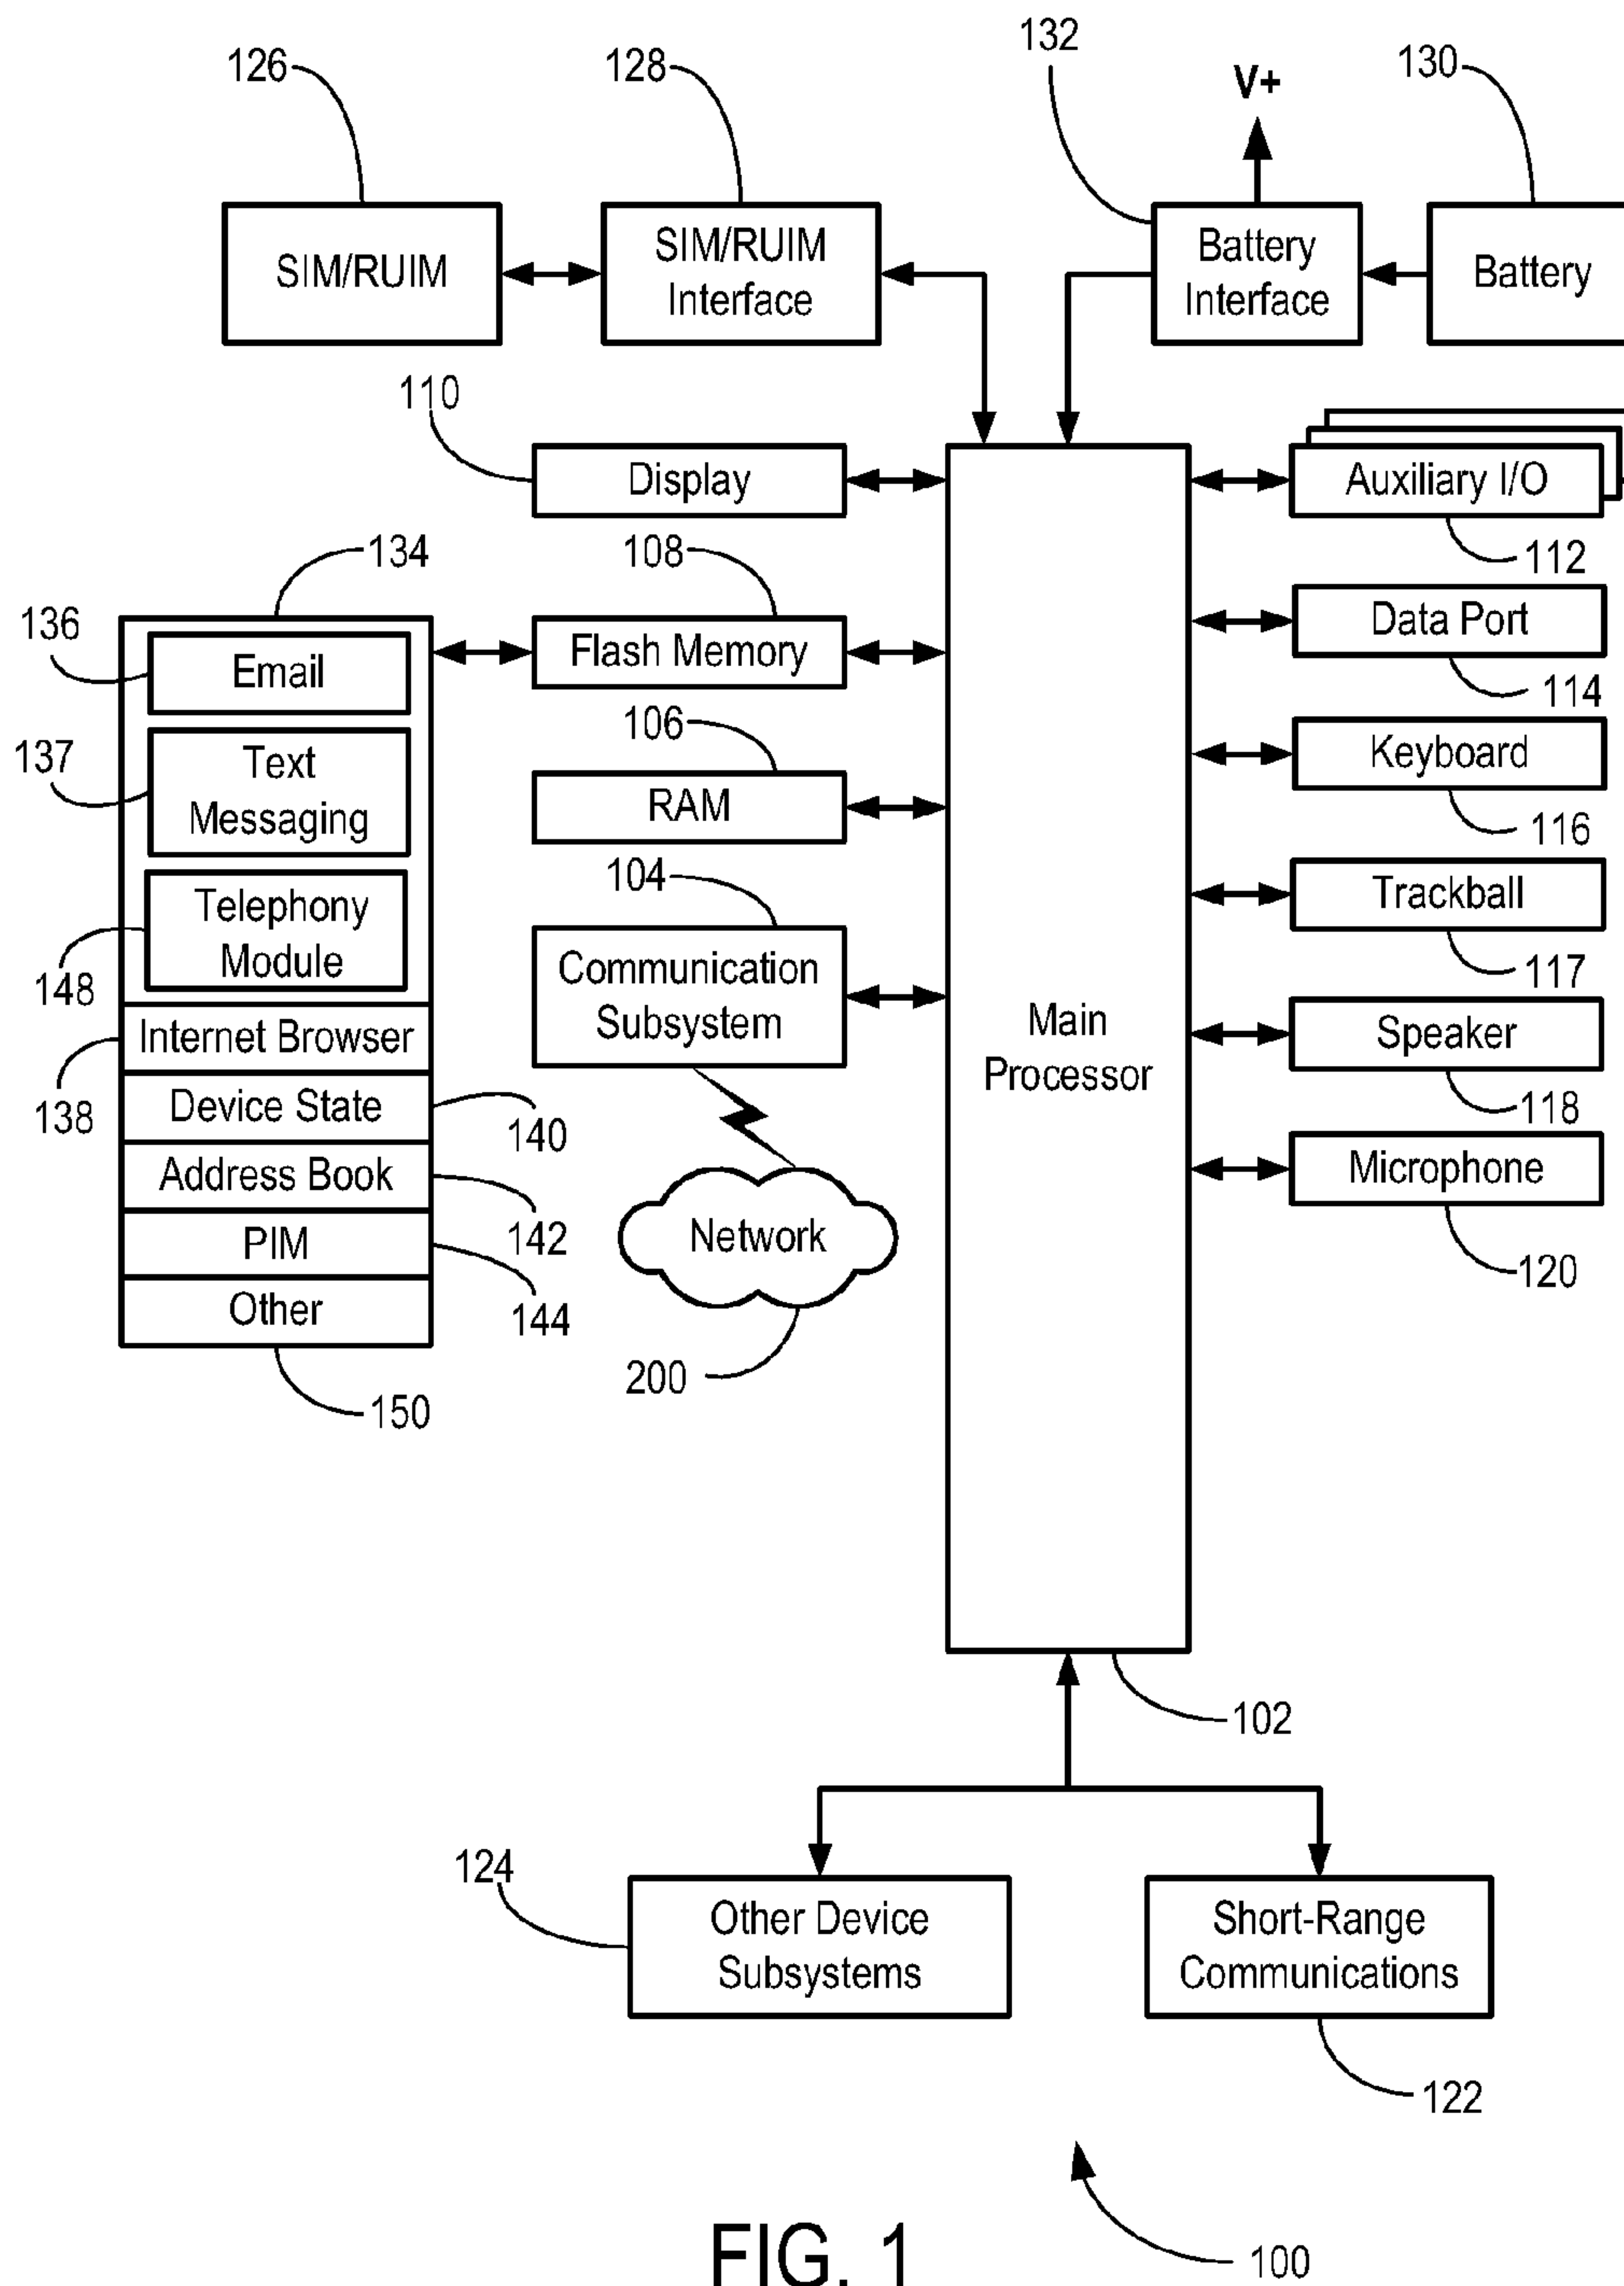 126
128
132
V+
130
SIM/RUIM
SIM/RUIM
Interface
Battery
Interface
Battery
110
Display
Auxiliary I/O
112
134
108
136
Email
Flash Memory
Data Port
114
137
Text
Messaging
106
RAM
Keyboard
116
104
Telephony
Module
148
Communication
Subsystem
Trackball
117
Main
Processor
Internet Browser
138
Speaker
118
Device State
140
Address Book
142
Microphone
120
PIM
144
Network
200
Other
150
102
124
Other Device
Subsystems
Short-Range
Communications
122
100
FIG. 1